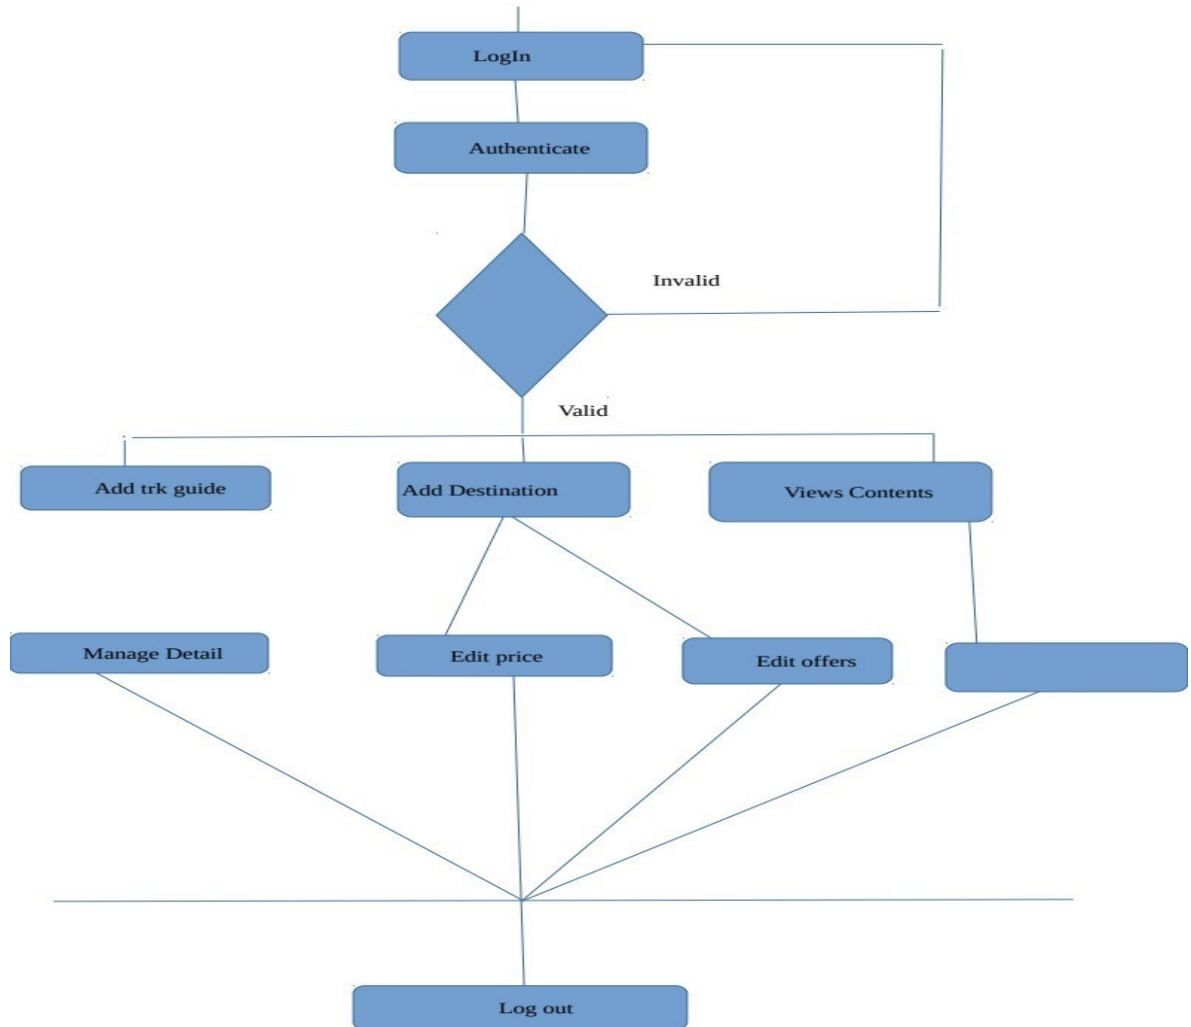 LogIn
Authenticate
Invalid
Valid
Add trk guide
Add Destination
Views Contents
Manage Detail
Edit price
Edit offers
Log out